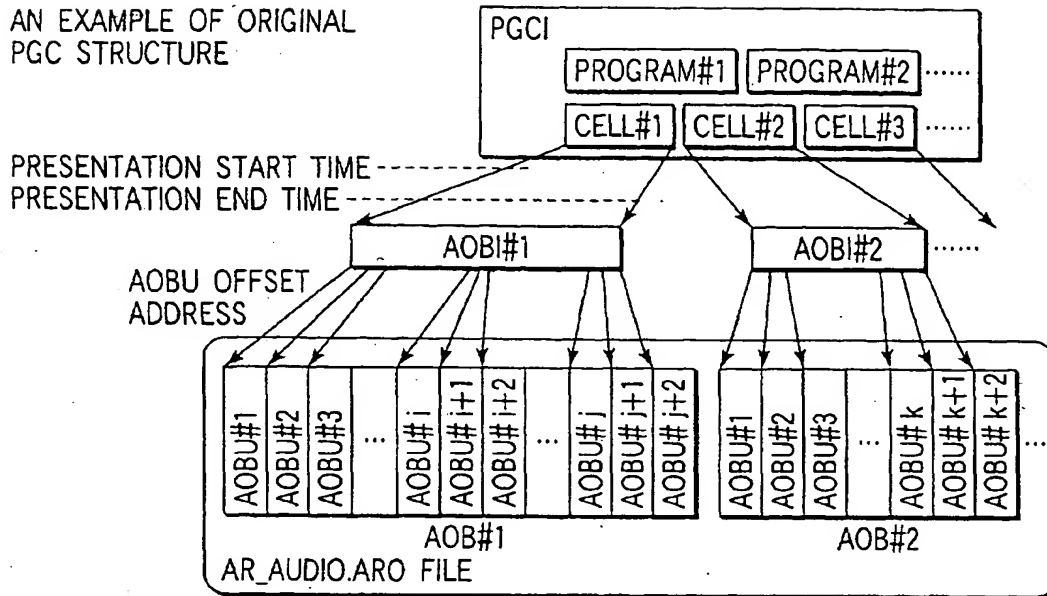 AN EXAMPLE OF ORIGINAL
PGC STRUCTURE
PGCI
PROGRAM#1 PROGRAM#2 ......
CELL#1 CELL#2 CELL#3 ......
PRESENTATION START TIME
PRESENTATION END TIME
AOBI#1 AOBI#2 ......
AOBU OFFSET
ADDRESS
AOBU#1 AOBU#2 AOBU#3 ... AOBU# i AOBU# i+1 AOBU# i+2 ... AOBU# j AOBU# j+1 AOBU# j+2 AOBU#1 AOBU#2 AOBU#3 ... AOBU# k AOBU# k+1 AOBU# k+2 ...
AOB#1 AOB#2
AR_AUDIO.ARO FILE